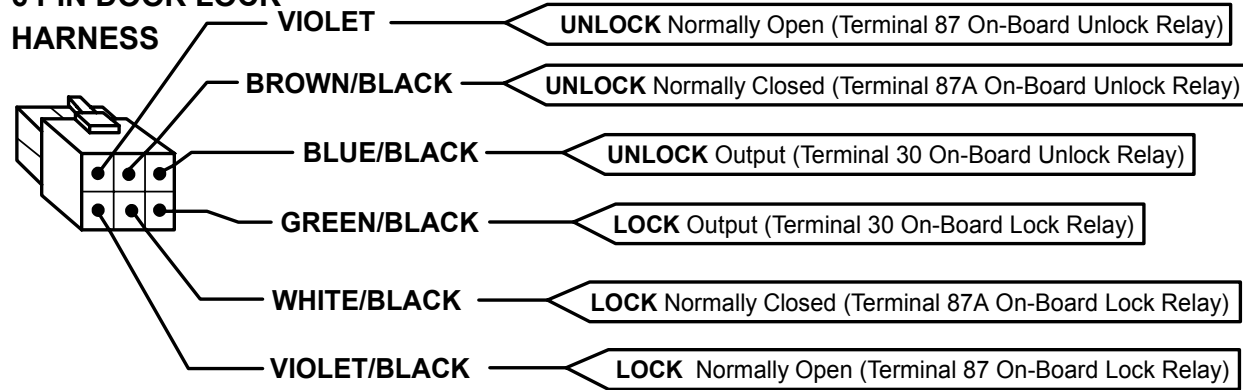 HARNESS
VIOLET
UNLOCK Normally Open (Terminal 87 On-Board Unlock Relay)
BROWN/BLACK
UNLOCK Normally Closed (Terminal 87A On-Board Unlock Relay)
BLUE/BLACK
UNLOCK Output (Terminal 30 On-Board Unlock Relay)
GREEN/BLACK
LOCK Output (Terminal 30 On-Board Lock Relay)
WHITE/BLACK
LOCK Normally Closed (Terminal 87A On-Board Lock Relay)
VIOLET/BLACK
LOCK Normally Open (Terminal 87 On-Board Lock Relay)